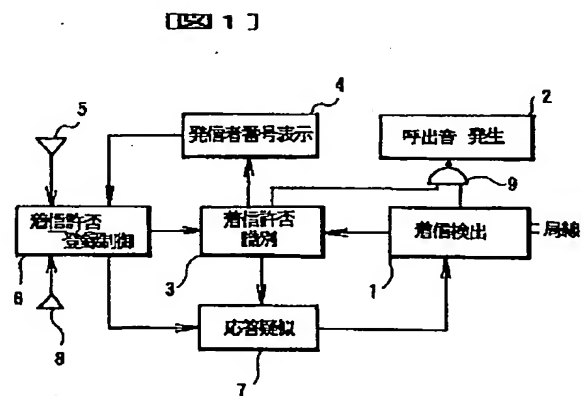 [図1]
4
2
5
発信者番号表示
呼出音 発生
9
着信許否
登録制御
着信許否
識別
着信検出
局線
6
3
1
8
応答疑似
7